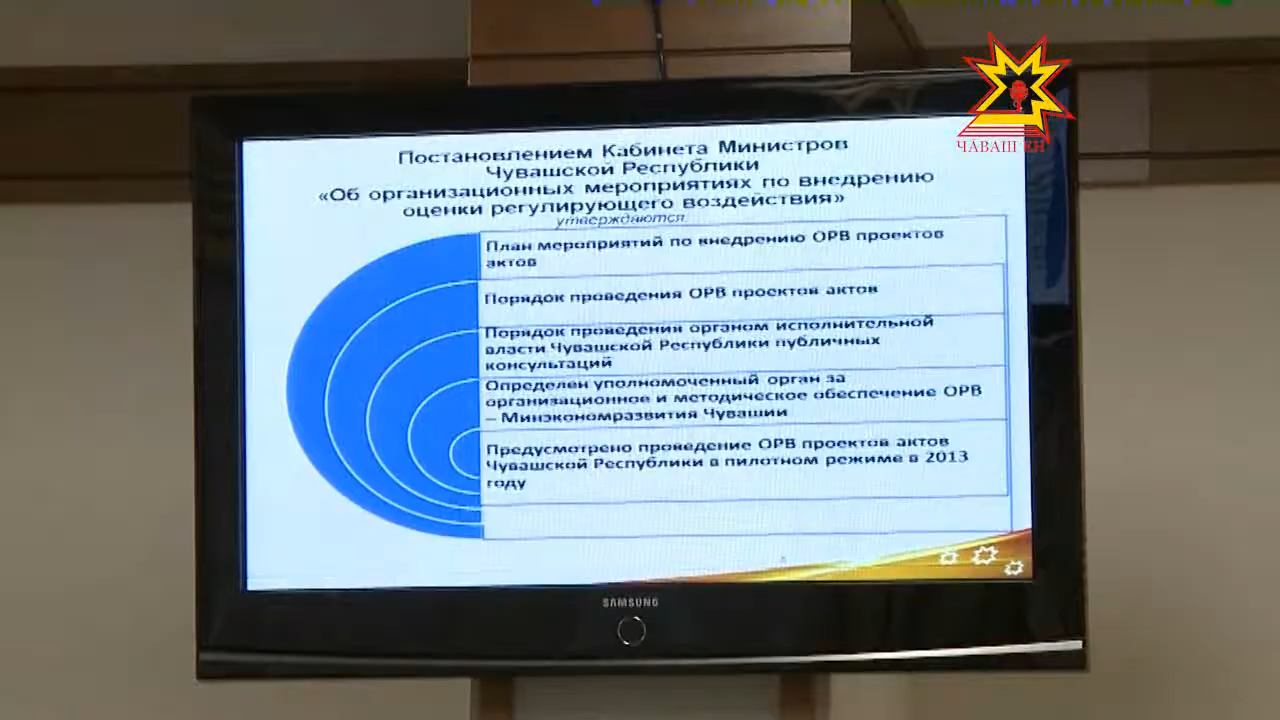 ЧӐВАШ ЕН
Постановлением Кабинета Министров
Чувашской Республики
«Об организационных мероприятиях по внедрению
оценки регулирующего воздействия»
утверждаются:
План мероприятий по внедрению ОРВ проектов
актов
Порядок проведения ОРВ проектов актов
Порядок проведения органом исполнительной
власти Чувашской Республики публичных
консультаций
Определен уполномоченный орган за
организационное и методическое обеспечение ОРВ
– Минэкономразвития Чувашии
Предусмотрено проведение ОРВ проектов актов
Чувашской Республики в пилотном режиме в 2013
году
SAMSUNG